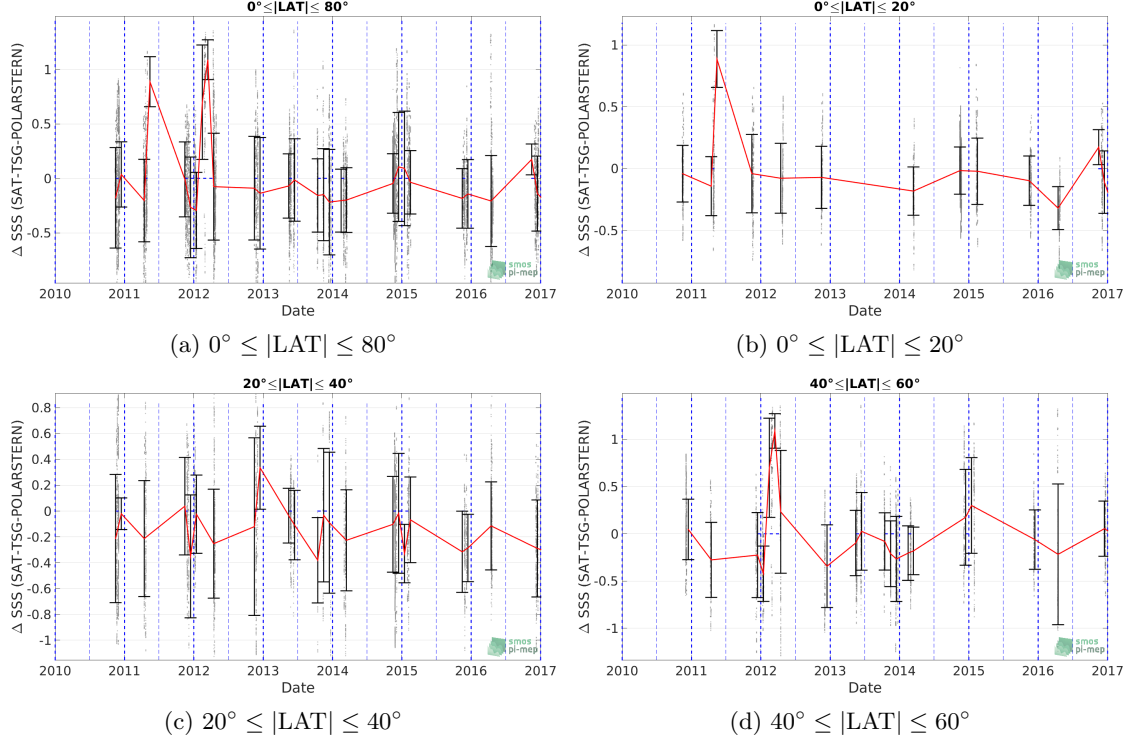 0°≤|LAT|≤ 80°
Δ SSS (SAT-TSG-POLARSTERN)
1
0.5
0
-0.5
2010 2011 2012 2013 2014 2015 2016 2017
Date
smos
pi-mep
(a) 0° ≤ |LAT| ≤ 80°
0°≤|LAT|≤ 20°
Δ SSS (SAT-TSG-POLARSTERN)
1
0.5
0
-0.5
2010 2011 2012 2013 2014 2015 2016 2017
Date
smos
pi-mep
(b) 0° ≤ |LAT| ≤ 20°
20°≤|LAT|≤ 40°
Δ SSS (SAT-TSG-POLARSTERN)
0.8
0.6
0.4
0.2
0
-0.2
-0.4
-0.6
-0.8
-1
2010 2011 2012 2013 2014 2015 2016 2017
Date
smos
pi-mep
(c) 20° ≤ |LAT| ≤ 40°
40°≤|LAT|≤ 60°
Δ SSS (SAT-TSG-POLARSTERN)
1
0.5
0
-0.5
-1
2010 2011 2012 2013 2014 2015 2016 2017
Date
smos
pi-mep
(d) 40° ≤ |LAT| ≤ 60°